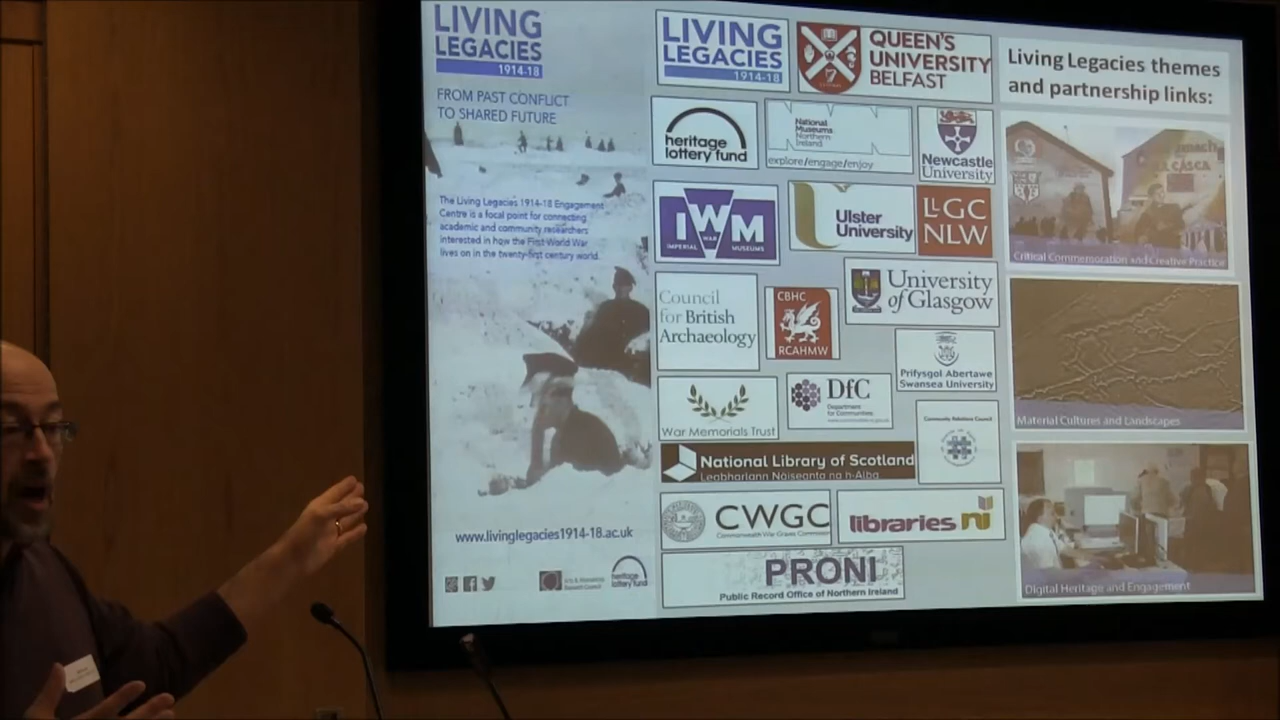 LIVING
LEGACIES
1914-18
FROM PAST CONFLICT
TO SHARED FUTURE
The Living Legacies 1914-18 Engagement
Centre is a focal point for connecting
academic and community researchers
interested in how the First World War
lives on in the twenty-first century world.
www.livinglegacies1914-18.ac.uk
heritage
lottery fund
LIVING
LEGACIES
1914-18
QUEEN'S
UNIVERSITY
BELFAST
heritage
lottery fund
National
Museums
Northern
Ireland
explore/engage/enjoy
Newcastle
University
IWM
IMPERIAL WAR MUSEUMS
Ulster
University
LLGC
NLW
Council
for British
Archaeology
CBHC
RCAHMW
University
of Glasgow
Prifysgol Abertawe
Swansea University
War Memorials Trust
DfC
Department
for Communities
Community Relations Council
National Library of Scotland
Leabharlann Nàiseanta na h-Alba
CWGC
Commonwealth War Graves Commission
libraries ni
PRONI
Public Record Office of Northern Ireland
Living Legacies themes
and partnership links:
Critical Commemoration and Creative Practice
Material Cultures and Landscapes
Digital Heritage and Engagement